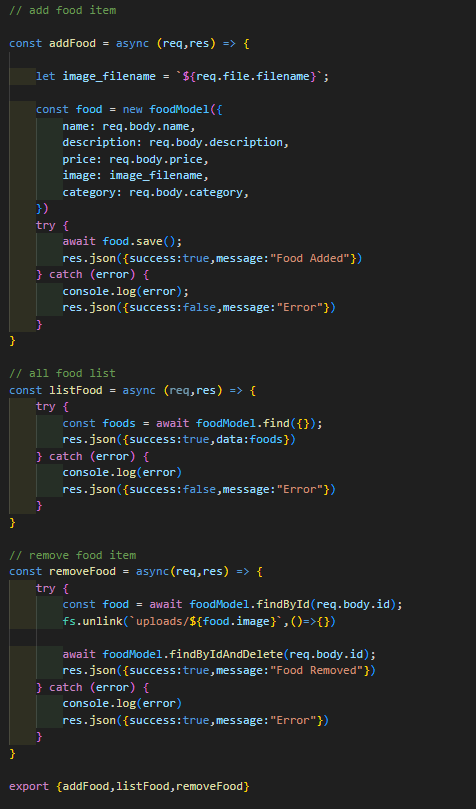 // add food item
const addFood = async (req,res) => {
let image_filename = `${req.file.filename}`;
const food = new foodModel({
name: req.body.name,
description: req.body.description,
price: req.body.price,
image: image_filename,
category: req.body.category,
})
try {
await food.save();
res.json({success:true,message:"Food Added"})
} catch (error) {
console.log(error);
res.json({success:false,message:"Error"})
}
}
// all food list
const listFood = async (req,res) => {
try {
const foods = await foodModel.find({});
res.json({success:true,data:foods})
} catch (error) {
console.log(error)
res.json({success:false,message:"Error"})
}
}
// remove food item
const removeFood = async(req,res) => {
try {
const food = await foodModel.findById(req.body.id);
fs.unlink(`uploads/${food.image}`,()=>{})
await foodModel.findByIdAndDelete(req.body.id);
res.json({success:true,message:"Food Removed"})
} catch (error) {
console.log(error)
res.json({success:true,message:"Error"})
}
}
export {addFood,listFood,removeFood}